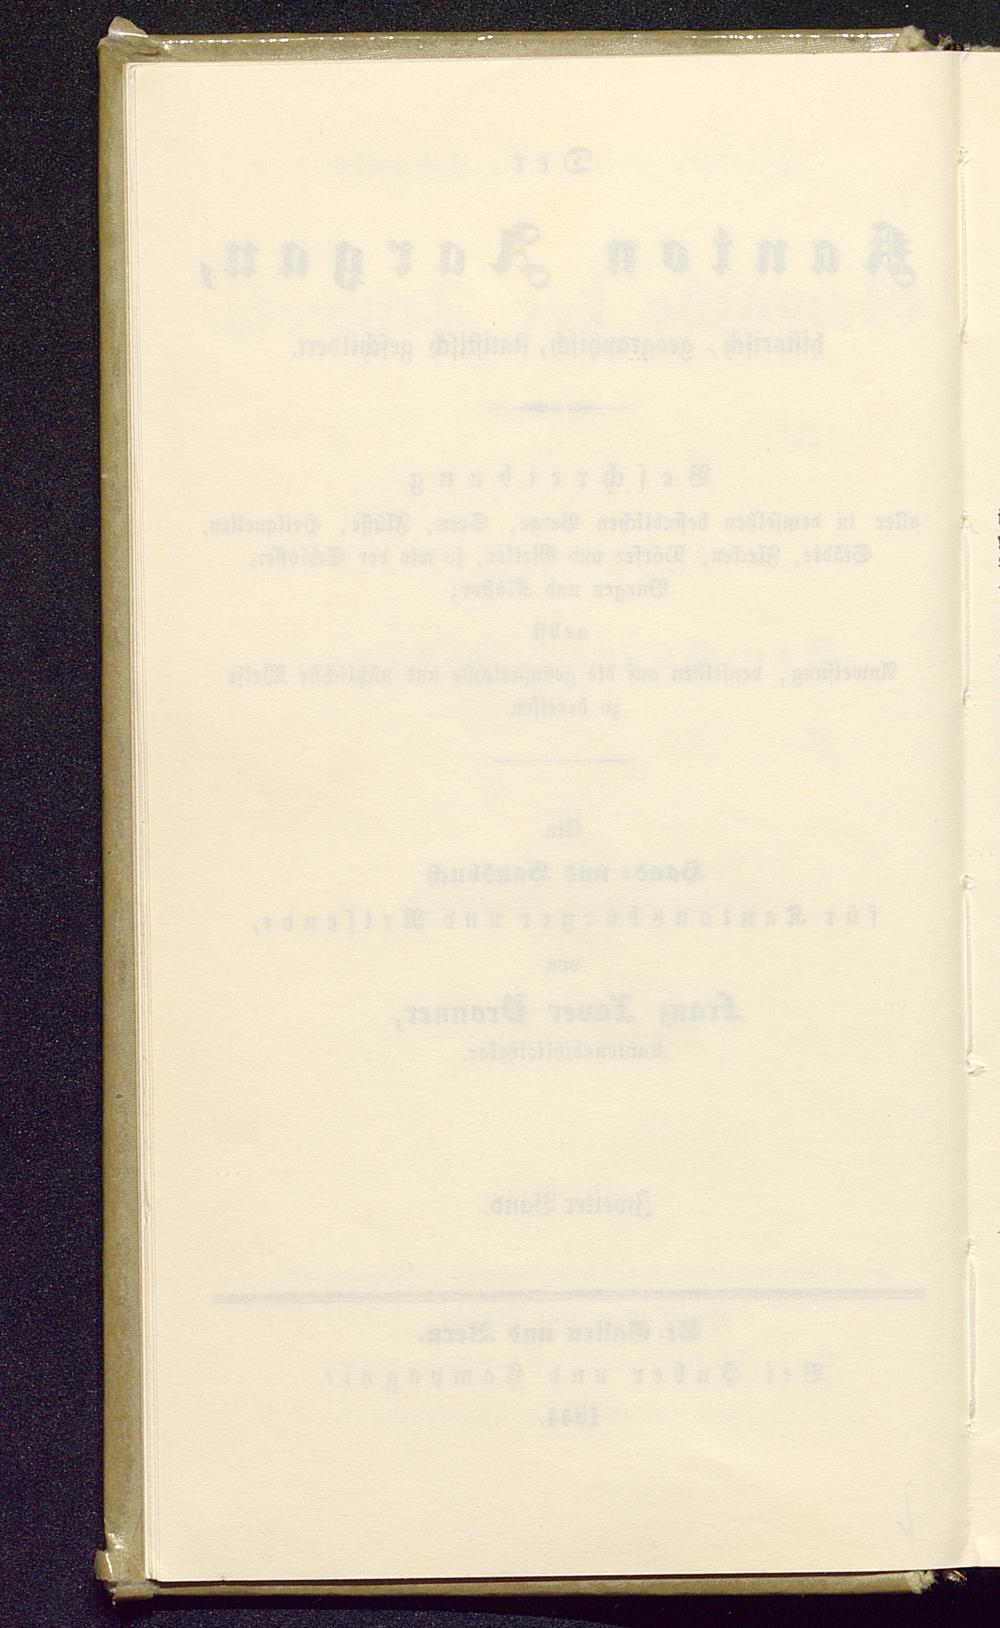 Der
Kanton Aargau,
historisch, geographisch, statistisch geschildert.
Beschreibung
aller in demselben befindlichen Berge, Seen, Flüsse, Heilquellen,
Städte, Flecken, Dörfer und Weiler, so wie der Schlösser,
Burgen und Klöster;
nebst
Anweisung, denselben auf die genußreichste und nützlichste Weise
zu bereisen.
Ein
Hand- und Hausbuch
für Kantonsbürger und Reisende,
von
Franz Xaver Bronner,
Kantonsbibliothekar.
Zweiter Band.
St. Gallen und Bern.
Bei Huber und Compagnie.
1844.